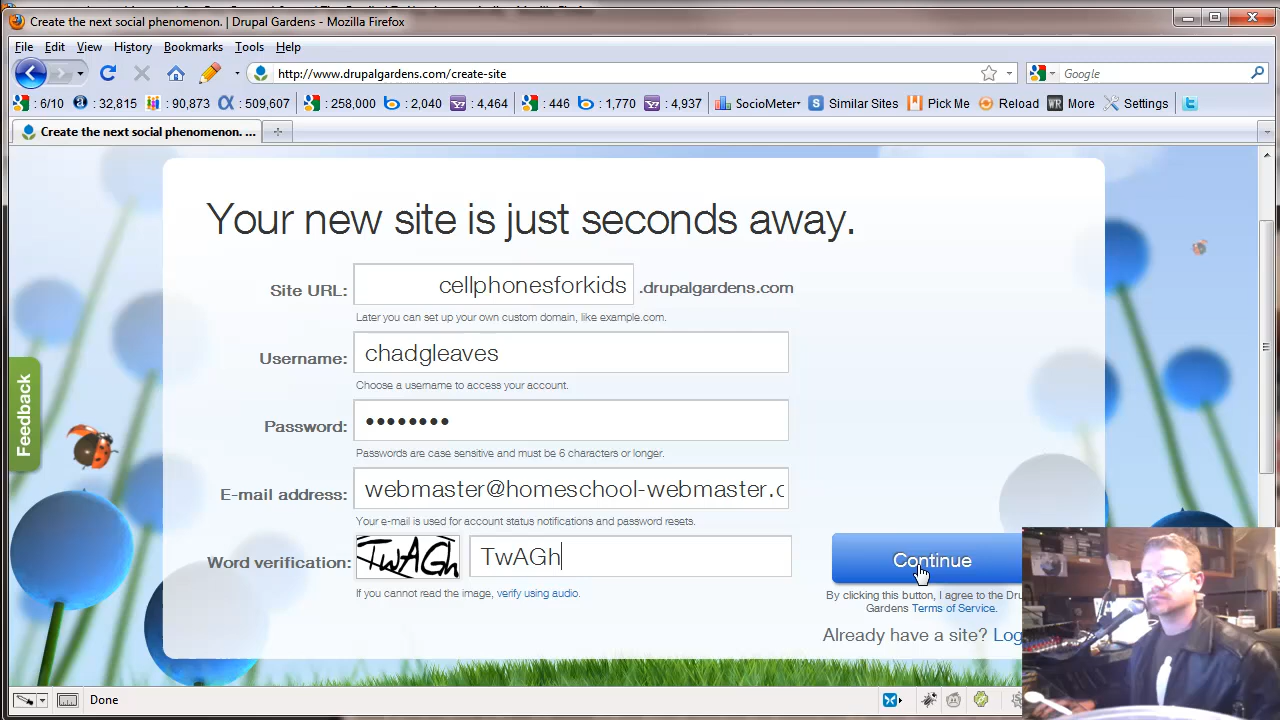 Create the next social phenomenon. | Drupal Gardens - Mozilla Firefox
File Edit View History Bookmarks Tools Help
http://www.drupalgardens.com/create-site
Google
: 6/10 : 32,815 : 90,873 : 509,607 : 258,000 : 2,040 : 4,464 : 446 : 1,770 : 4,937 SocioMeter Similar Sites Pick Me Reload WR More Settings
Create the next social phenomenon. ...
Your new site is just seconds away.
Site URL: cellphonesforkids .drupalgardens.com
Later you can set up your own custom domain, like example.com.
Username: chadgleaves
Choose a username to access your account.
Password: ••••••••
Passwords are case sensitive and must be 6 characters or longer.
E-mail address: webmaster@homeschool-webmaster.c
Your e-mail is used for account status notifications and password resets.
Word verification: TwAGh TwAGh
If you cannot read the image, verify using audio.
Continue
By clicking this button, I agree to the Dru
Gardens Terms of Service.
Already have a site? Log
Feedback
Done